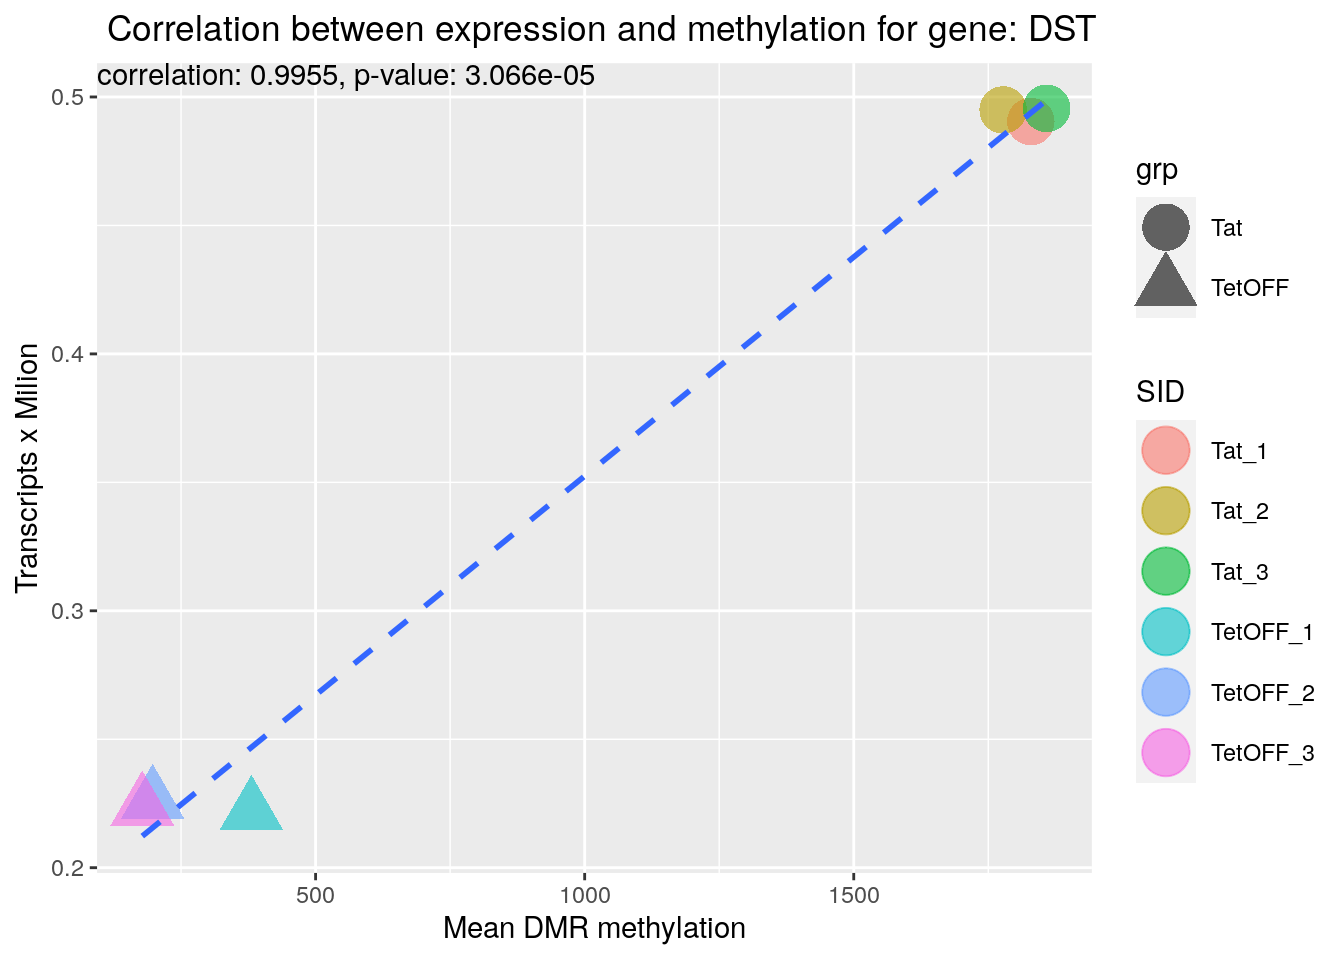 Correlation between expression and methylation for gene: DST
correlation: 0.9955, p-value: 3.066e-05
0.5
0.4
0.3
0.2
Transcripts x Milion
500
1000
1500
Mean DMR methylation
grp
Tat
TetOFF
SID
Tat_1
Tat_2
Tat_3
TetOFF_1
TetOFF_2
TetOFF_3